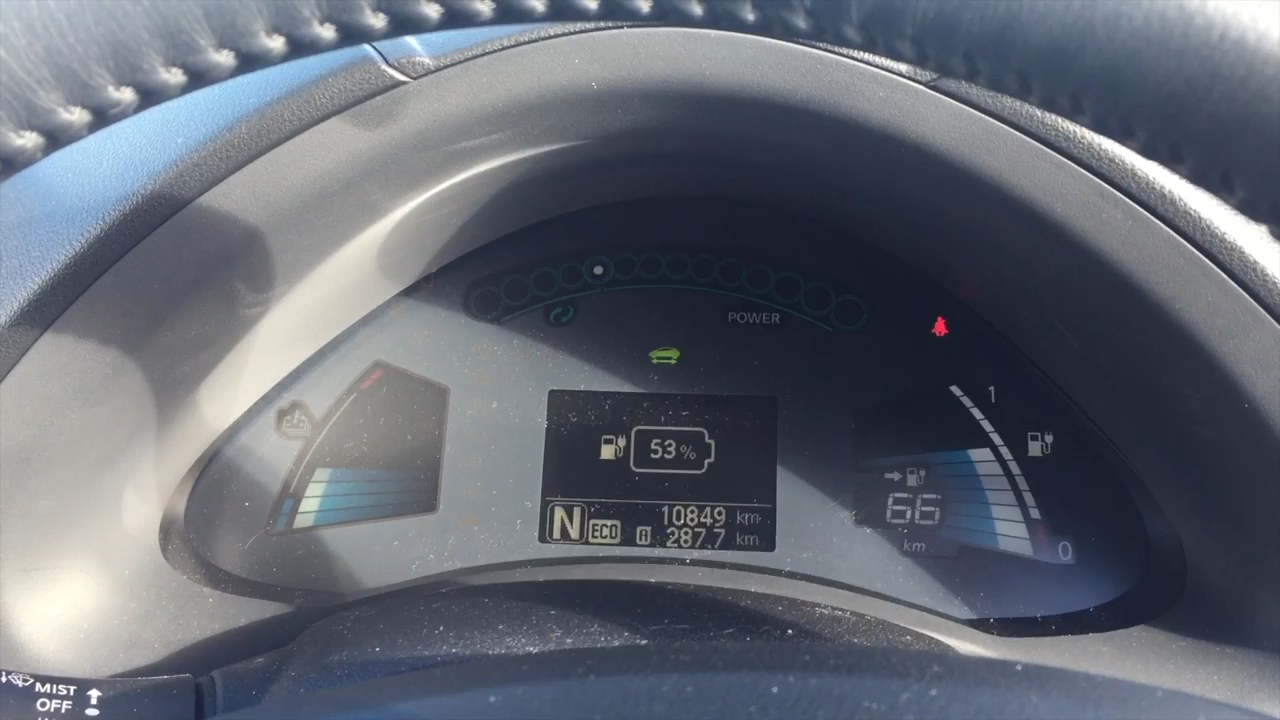 POWER
1
53 %
66
km
0
N ECO
10849 km
A 287.7 km
MIST
OFF